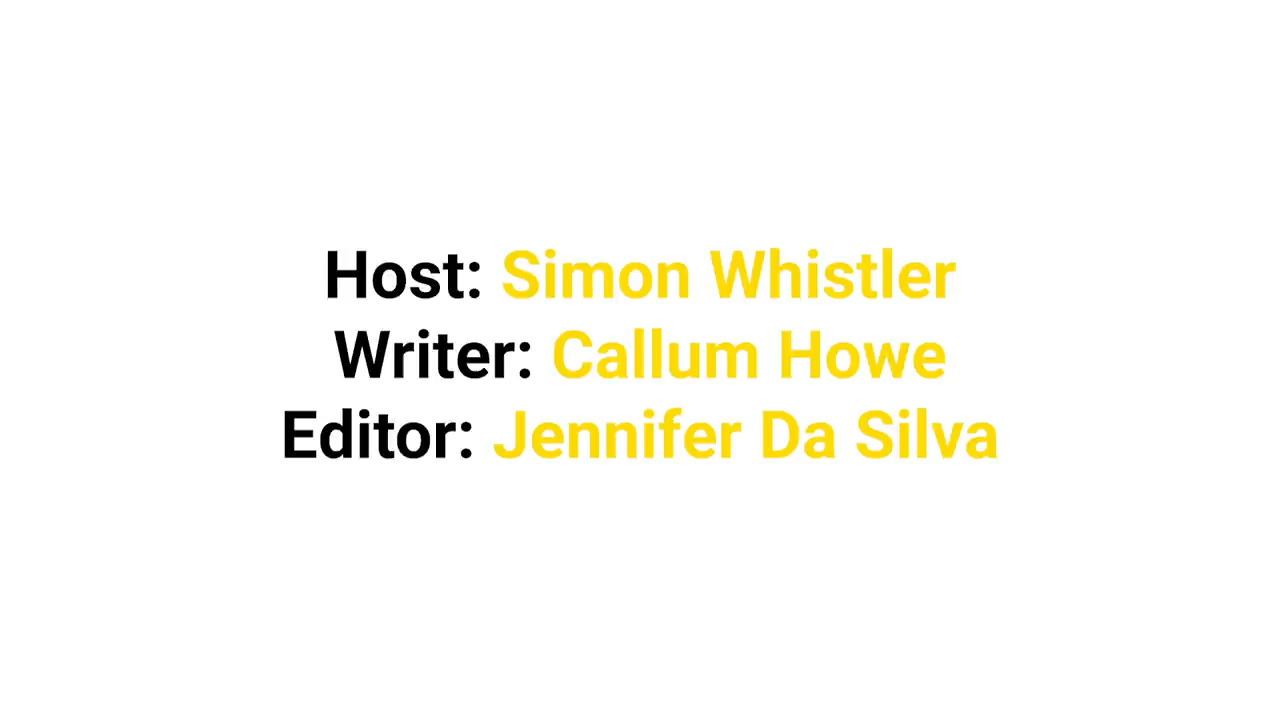 Host: Simon Whistler
Writer: Callum Howe
Editor: Jennifer Da Silva